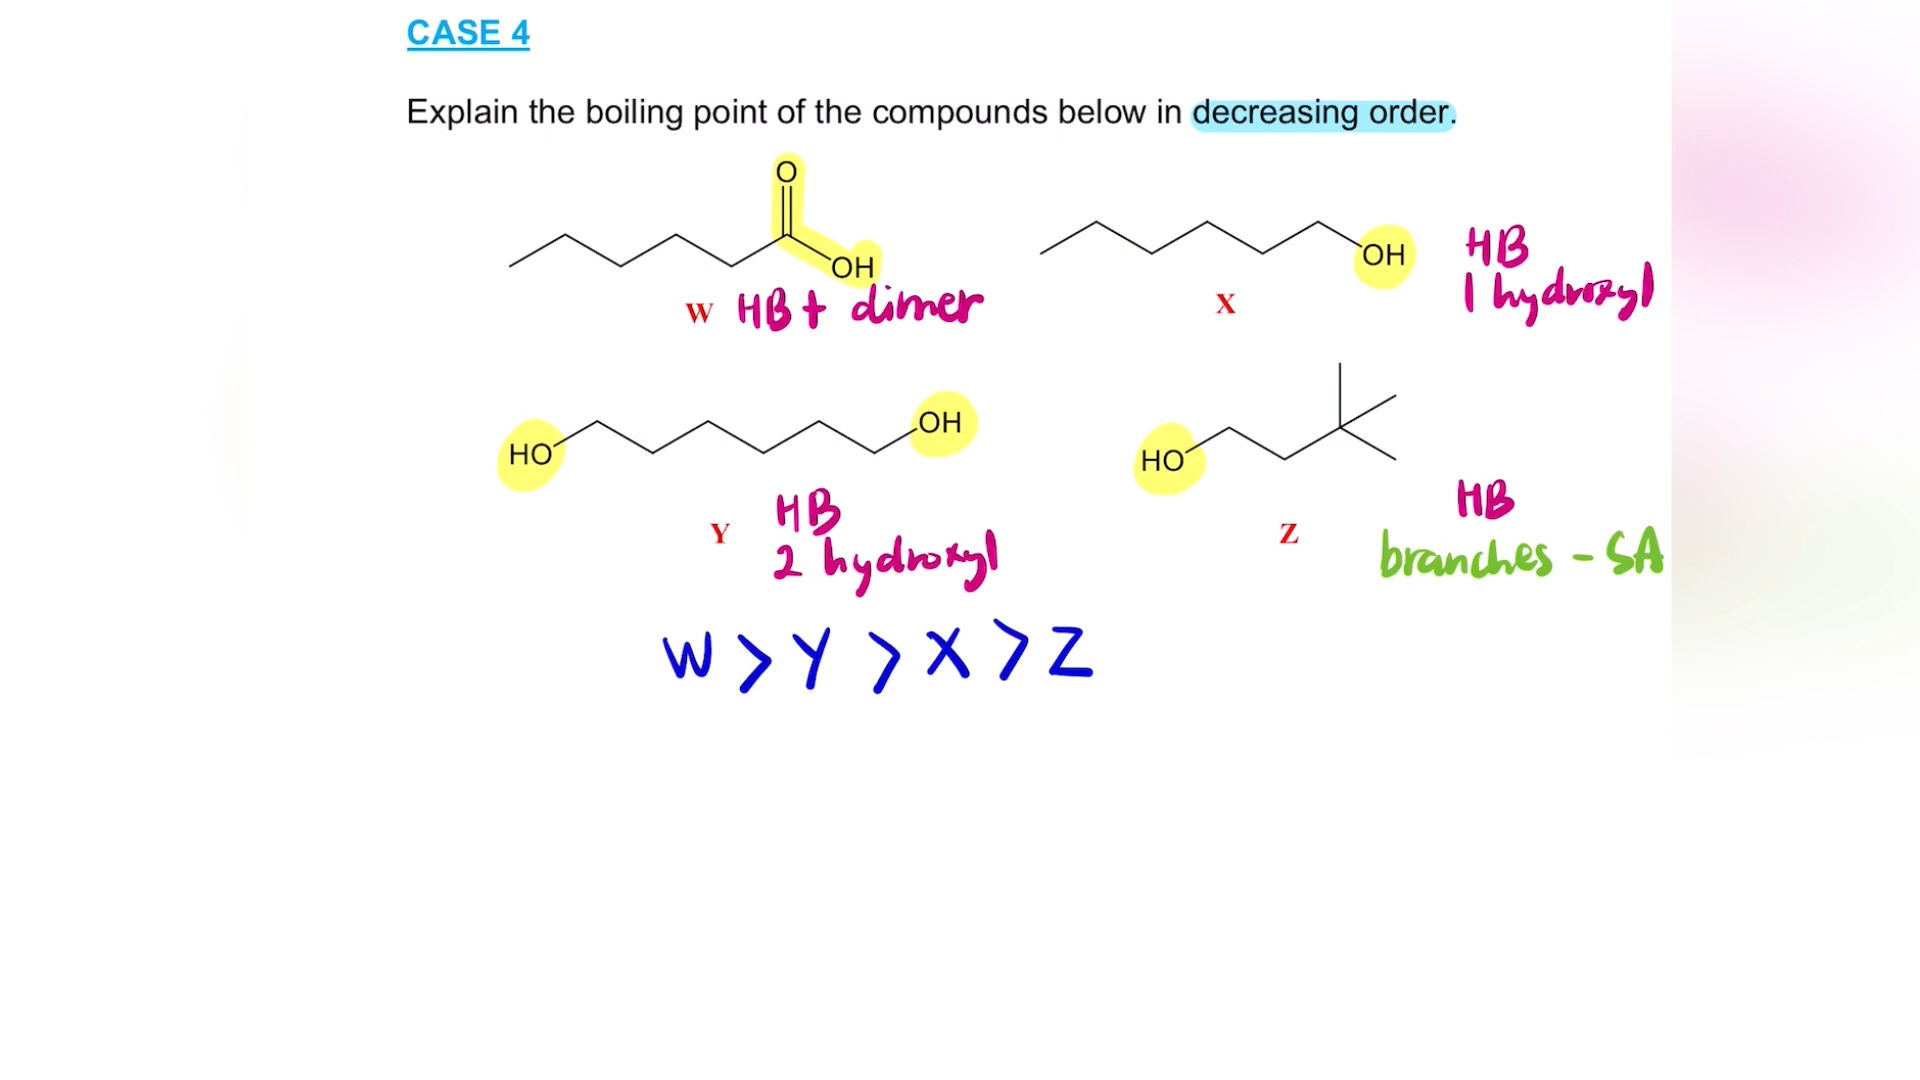 CASE 4
Explain the boiling point of the compounds below in decreasing order.
O
OH
W HB + dimer
OH
X
HB
1 hydroxyl
HO
OH
Y
HB
2 hydroxyl
HO
Z
HB
branches - SA
W > Y > X > Z